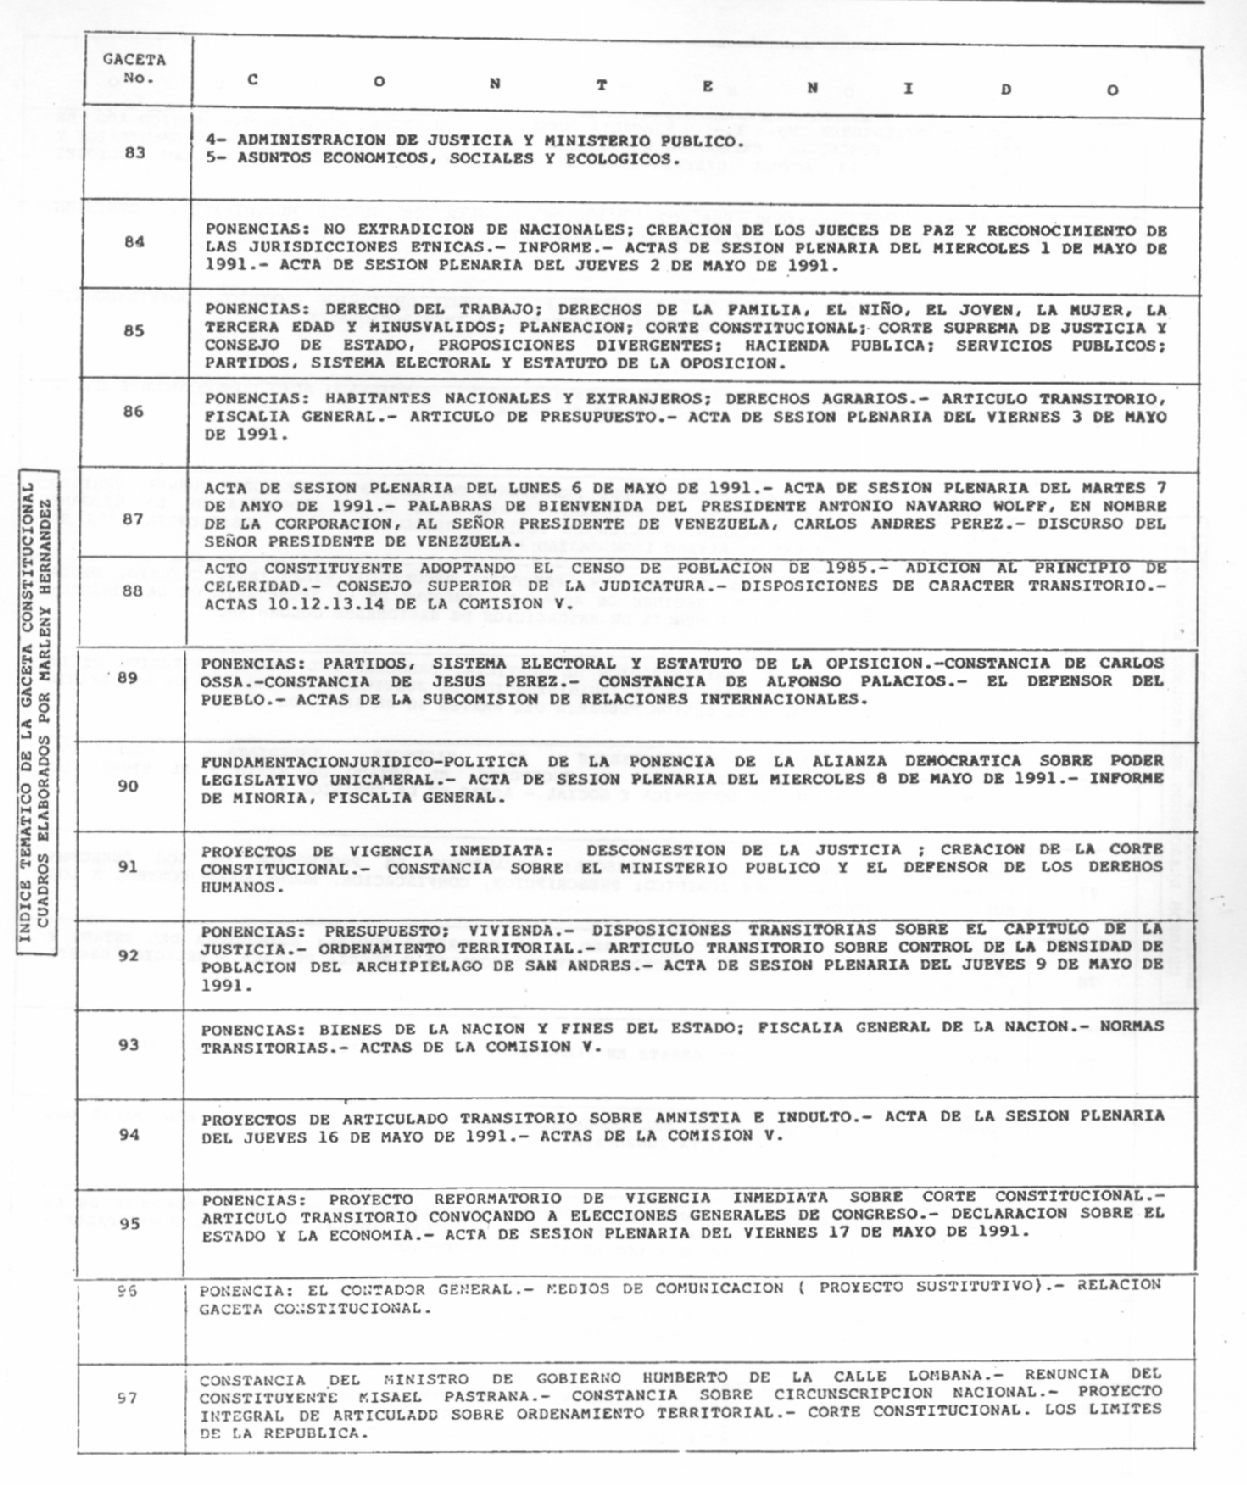 GACETA
No.
C O N T E N I D O
83
4- ADMINISTRACION DE JUSTICIA Y MINISTERIO PUBLICO.
5- ASUNTOS ECONOMICOS, SOCIALES Y ECOLOGICOS.
84
PONENCIAS: NO EXTRADICION DE NACIONALES; CREACION DE LOS JUECES DE PAZ Y RECONOCIMIENTO DE
LAS JURISDICCIONES ETNICAS.- INFORME.- ACTAS DE SESION PLENARIA DEL MIERCOLES 1 DE MAYO DE
1991.- ACTA DE SESION PLENARIA DEL JUEVES 2 DE MAYO DE 1991.
85
PONENCIAS: DERECHO DEL TRABAJO; DERECHOS DE LA FAMILIA, EL NIÑO, EL JOVEN, LA MUJER, LA
TERCERA EDAD Y MINUSVALIDOS; PLANEACION; CORTE CONSTITUCIONAL; CORTE SUPREMA DE JUSTICIA Y
CONSEJO DE ESTADO, PROPOSICIONES DIVERGENTES; HACIENDA PUBLICA; SERVICIOS PUBLICOS;
PARTIDOS, SISTEMA ELECTORAL Y ESTATUTO DE LA OPOSICION.
86
PONENCIAS: HABITANTES NACIONALES Y EXTRANJEROS; DERECHOS AGRARIOS.- ARTICULO TRANSITORIO,
FISCALIA GENERAL.- ARTICULO DE PRESUPUESTO.- ACTA DE SESION PLENARIA DEL VIERNES 3 DE MAYO
DE 1991.
87
ACTA DE SESION PLENARIA DEL LUNES 6 DE MAYO DE 1991.- ACTA DE SESION PLENARIA DEL MARTES 7
DE AMYO DE 1991.- PALABRAS DE BIENVENIDA DEL PRESIDENTE ANTONIO NAVARRO WOLFF, EN NOMBRE
DE LA CORPORACION, AL SEÑOR PRESIDENTE DE VENEZUELA, CARLOS ANDRES PEREZ.- DISCURSO DEL
SEÑOR PRESIDENTE DE VENEZUELA.
88
ACTO CONSTITUYENTE ADOPTANDO EL CENSO DE POBLACION DE 1985.- ADICION AL PRINCIPIO DE
CELERIDAD.- CONSEJO SUPERIOR DE LA JUDICATURA.- DISPOSICIONES DE CARACTER TRANSITORIO.-
ACTAS 10.12.13.14 DE LA COMISION V.
89
PONENCIAS: PARTIDOS, SISTEMA ELECTORAL Y ESTATUTO DE LA OPISICION.-CONSTANCIA DE CARLOS
OSSA.-CONSTANCIA DE JESUS PEREZ.- CONSTANCIA DE ALFONSO PALACIOS.- EL DEFENSOR DEL
PUEBLO.- ACTAS DE LA SUBCOMISION DE RELACIONES INTERNACIONALES.
90
FUNDAMENTACIONJURIDICO-POLITICA DE LA PONENCIA DE LA ALIANZA DEMOCRATICA SOBRE PODER
LEGISLATIVO UNICAMERAL.- ACTA DE SESION PLENARIA DEL MIERCOLES 8 DE MAYO DE 1991.- INFORME
DE MINORIA, FISCALIA GENERAL.
91
PROYECTOS DE VIGENCIA INMEDIATA: DESCONGESTION DE LA JUSTICIA ; CREACION DE LA CORTE
CONSTITUCIONAL.- CONSTANCIA SOBRE EL MINISTERIO PUBLICO Y EL DEFENSOR DE LOS DEREHOS
HUMANOS.
92
PONENCIAS: PRESUPUESTO; VIVIENDA.- DISPOSICIONES TRANSITORIAS SOBRE EL CAPITULO DE LA
JUSTICIA.- ORDENAMIENTO TERRITORIAL.- ARTICULO TRANSITORIO SOBRE CONTROL DE LA DENSIDAD DE
POBLACION DEL ARCHIPIELAGO DE SAN ANDRES.- ACTA DE SESION PLENARIA DEL JUEVES 9 DE MAYO DE
1991.
93
PONENCIAS: BIENES DE LA NACION Y FINES DEL ESTADO; FISCALIA GENERAL DE LA NACION.- NORMAS
TRANSITORIAS.- ACTAS DE LA COMISION V.
94
PROYECTOS DE ARTICULADO TRANSITORIO SOBRE AMNISTIA E INDULTO.- ACTA DE LA SESION PLENARIA
DEL JUEVES 16 DE MAYO DE 1991.- ACTAS DE LA COMISION V.
95
PONENCIAS: PROYECTO REFORMATORIO DE VIGENCIA INMEDIATA SOBRE CORTE CONSTITUCIONAL.-
ARTICULO TRANSITORIO CONVOCANDO A ELECCIONES GENERALES DE CONGRESO.- DECLARACION SOBRE EL
ESTADO Y LA ECONOMIA.- ACTA DE SESION PLENARIA DEL VIERNES 17 DE MAYO DE 1991.
96
PONENCIA: EL CONTADOR GENERAL.- MEDIOS DE COMUNICACION ( PROYECTO SUSTITUTIVO).- RELACION
GACETA CONSTITUCIONAL.
97
CONSTANCIA DEL MINISTRO DE GOBIERNO HUMBERTO DE LA CALLE LOMBANA.- RENUNCIA DEL
CONSTITUYENTE MISAEL PASTRANA.- CONSTANCIA SOBRE CIRCUNSCRIPCION NACIONAL.- PROYECTO
INTEGRAL DE ARTICULADO SOBRE ORDENAMIENTO TERRITORIAL.- CORTE CONSTITUCIONAL. LOS LIMITES
DE LA REPUBLICA.
INDICE TEMATICO DE LA GACETA CONSTITUCIONAL
CUADROS ELABORADOS POR MARLENY HERNANDEZ